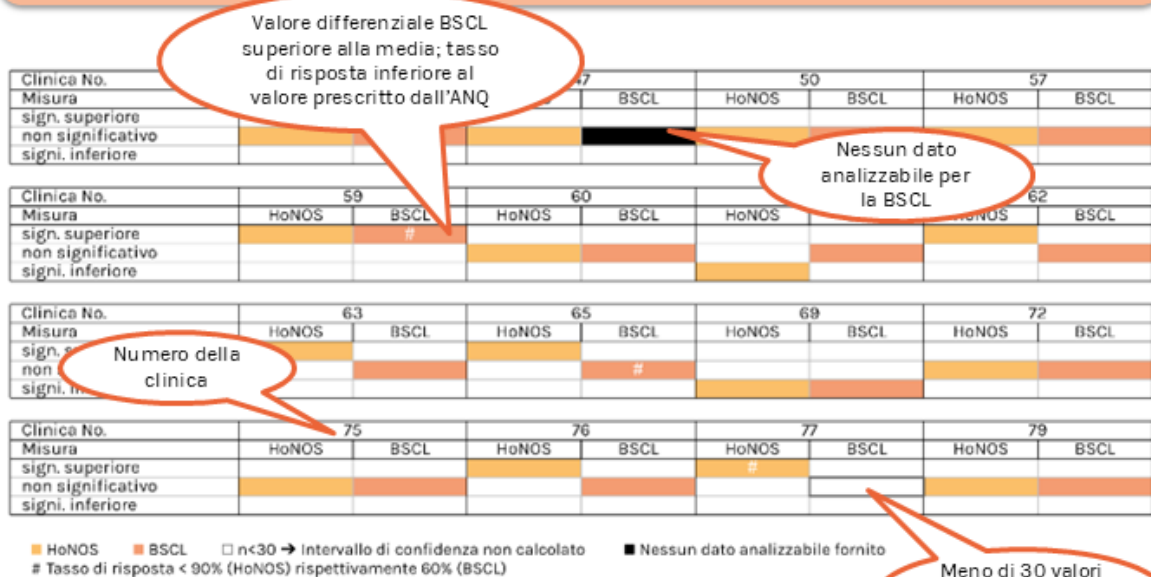 Valore differenziale BSCL
superiore alla media; tasso
di risposta inferiore al
valore prescritto dall'ANQ
Clinica No. 47 50 57
Misura BSCL HoNOS BSCL HoNOS BSCL
sign. superiore
non significativo
signi. inferiore
Nessun dato
analizzabile per
la BSCL
Clinica No. 59 60 62
Misura HoNOS BSCL HoNOS BSCL HoNOS BSCL HoNOS BSCL
sign. superiore #
non significativo
signi. inferiore
Clinica No. 63 65 69 72
Misura HoNOS BSCL HoNOS BSCL HoNOS BSCL HoNOS BSCL
sign.
non #
signi.
Numero della
clinica
Clinica No. 75 76 77 79
Misura HoNOS BSCL HoNOS BSCL HoNOS BSCL HoNOS BSCL
sign. superiore #
non significativo
signi. inferiore
HoNOS BSCL n<30 → Intervallo di confidenza non calcolato Nessun dato analizzabile fornito
# Tasso di risposta < 90% (HoNOS) rispettivamente 60% (BSCL)
Meno di 30 valori